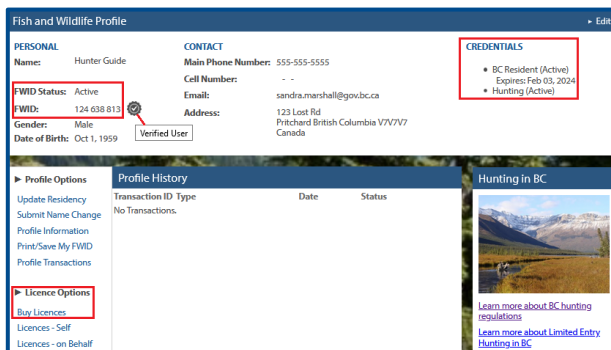 Fish and Wildlife Profile
▸ Edit
PERSONAL
Name: Hunter Guide
FWID Status: Active
FWID: 124 638 813
Verified User
Gender: Male
Date of Birth: Oct 1, 1959
CONTACT
Main Phone Number: 555-555-5555
Cell Number: - -
Email: sandra.marshall@gov.bc.ca
Address: 123 Lost Rd
Pritchard British Columbia V7V7V7
Canada
CREDENTIALS
• BC Resident (Active)
Expires: Feb 03, 2024
• Hunting (Active)
▶ Profile Options
Update Residency
Submit Name Change
Profile Information
Print/Save My FWID
Profile Transactions
▶ Licence Options
Buy Licences
Licences - Self
Licences - on Behalf
Profile History
Transaction ID Type Date Status
No Transactions.
Hunting in BC
Learn more about BC hunting
regulations
Learn more about Limited Entry
Hunting in BC